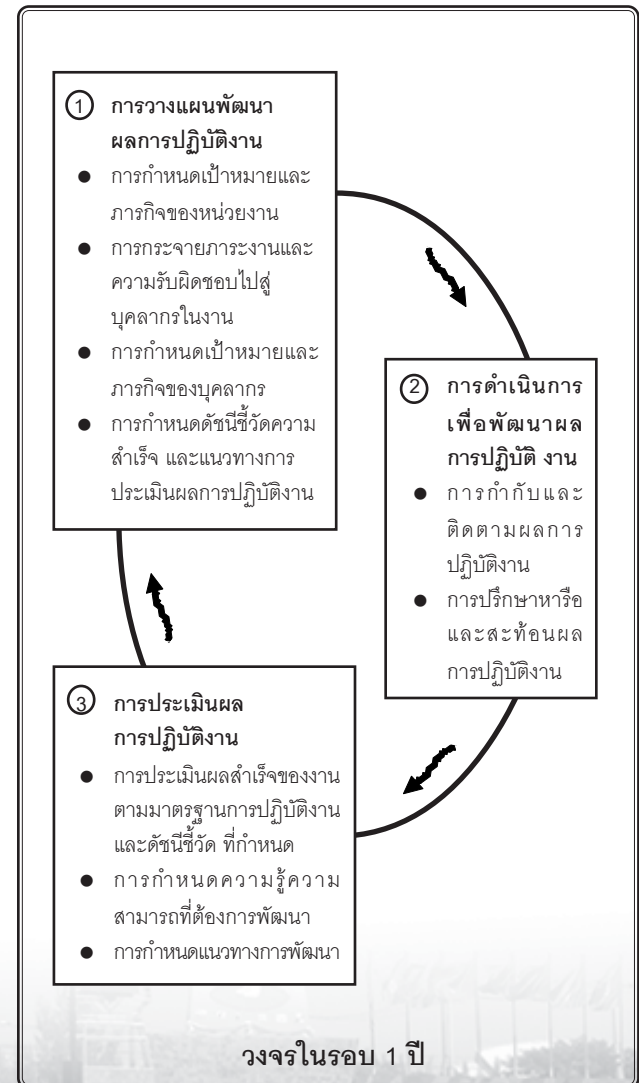 ① การวางแผนพัฒนา
ผลการปฏิบัติงาน
● การกำหนดเป้าหมายและ
ภารกิจของหน่วยงาน
● การกระจายภาระงานและ
ความรับผิดชอบไปสู่
บุคลากรในงาน
● การกำหนดเป้าหมายและ
ภารกิจของบุคลากร
● การกำหนดดัชนีชี้วัดความ
สำเร็จ และแนวทางการ
ประเมินผลการปฏิบัติงาน
② การดำเนินการ
เพื่อพัฒนาผล
การปฏิบัติ งาน
● การกำกับและ
ติดตามผลการ
ปฏิบัติงาน
● การปรึกษาหารือ
และสะท้อนผล
การปฏิบัติงาน
③ การประเมินผล
การปฏิบัติงาน
● การประเมินผลสำเร็จของงาน
ตามมาตรฐานการปฏิบัติงาน
และดัชนีชี้วัด ที่กำหนด
● การกำหนดความรู้ความ
สามารถที่ต้องการพัฒนา
● การกำหนดแนวทางการพัฒนา
วงจรในรอบ 1 ปี